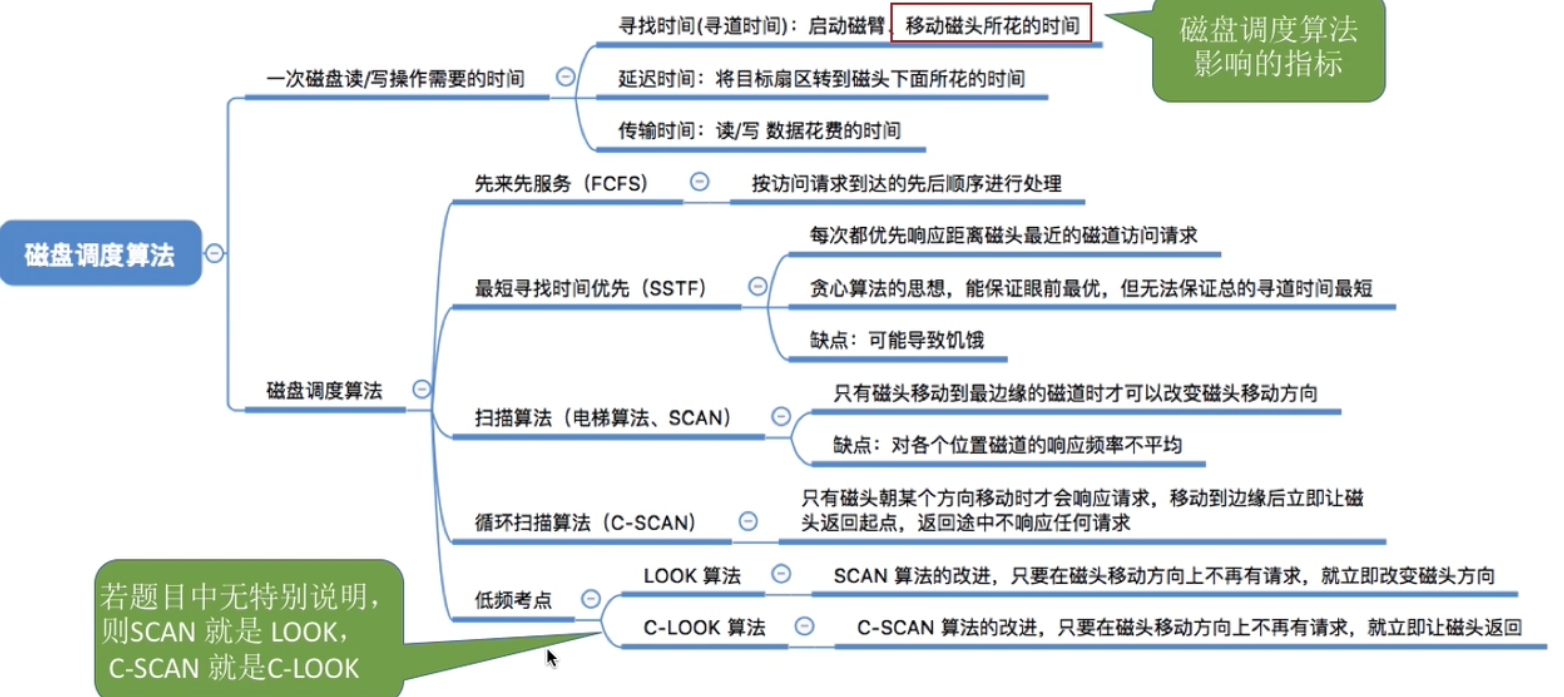 寻找时间(寻道时间)：启动磁臂、移动磁头所花的时间
磁盘调度算法
影响的指标
一次磁盘读/写操作需要的时间
延迟时间：将目标扇区转到磁头下面所花的时间
传输时间：读/写 数据花费的时间
先来先服务（FCFS）
按访问请求到达的先后顺序进行处理
磁盘调度算法
每次都优先响应距离磁头最近的磁道访问请求
最短寻找时间优先（SSTF）
贪心算法的思想，能保证眼前最优，但无法保证总的寻道时间最短
缺点：可能导致饥饿
磁盘调度算法
扫描算法（电梯算法、SCAN）
只有磁头移动到最边缘的磁道时才可以改变磁头移动方向
缺点：对各个位置磁道的响应频率不平均
循环扫描算法（C-SCAN）
只有磁头朝某个方向移动时才会响应请求，移动到边缘后立即让磁
头返回起点，返回途中不响应任何请求
低频考点
LOOK 算法
SCAN 算法的改进，只要在磁头移动方向上不再有请求，就立即改变磁头方向
C-LOOK 算法
C-SCAN 算法的改进，只要在磁头移动方向上不再有请求，就立即让磁头返回
若题目中无特别说明，
则SCAN 就是 LOOK，
C-SCAN 就是C-LOOK